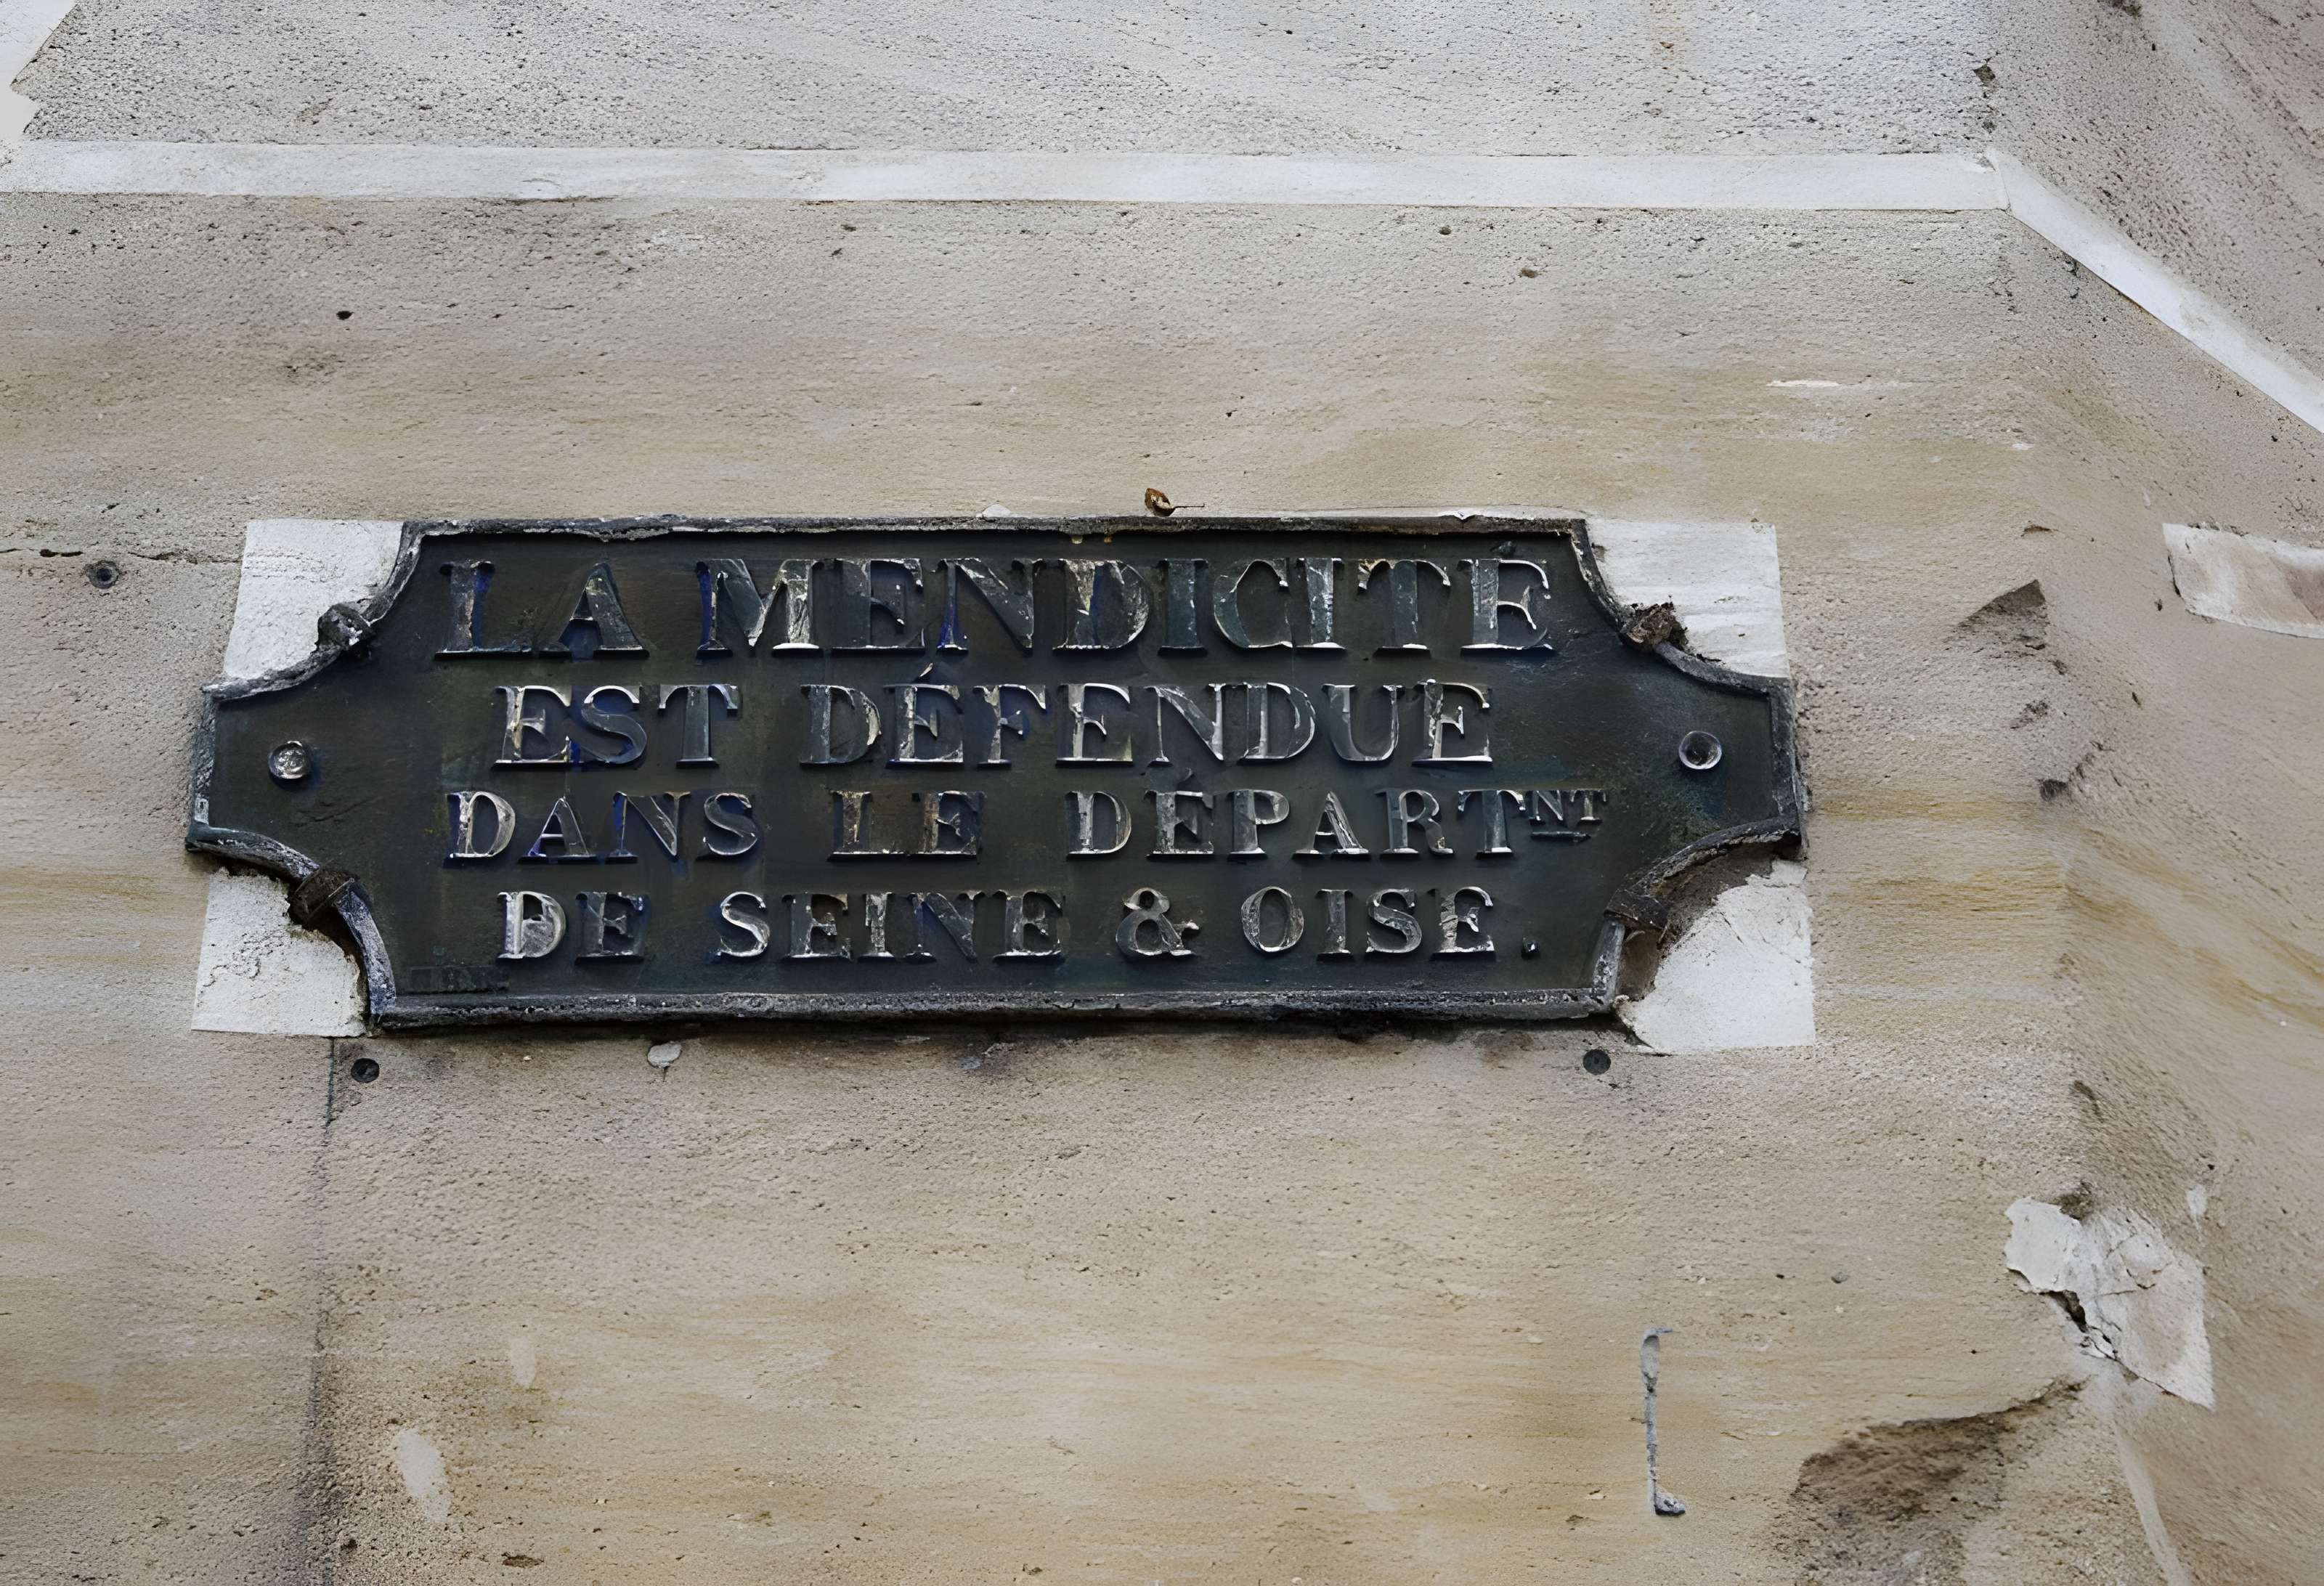 LA MENDICITÉ
EST DÉFENDUE
DANS LE DÉPARTNT
DE SEINE & OISE.